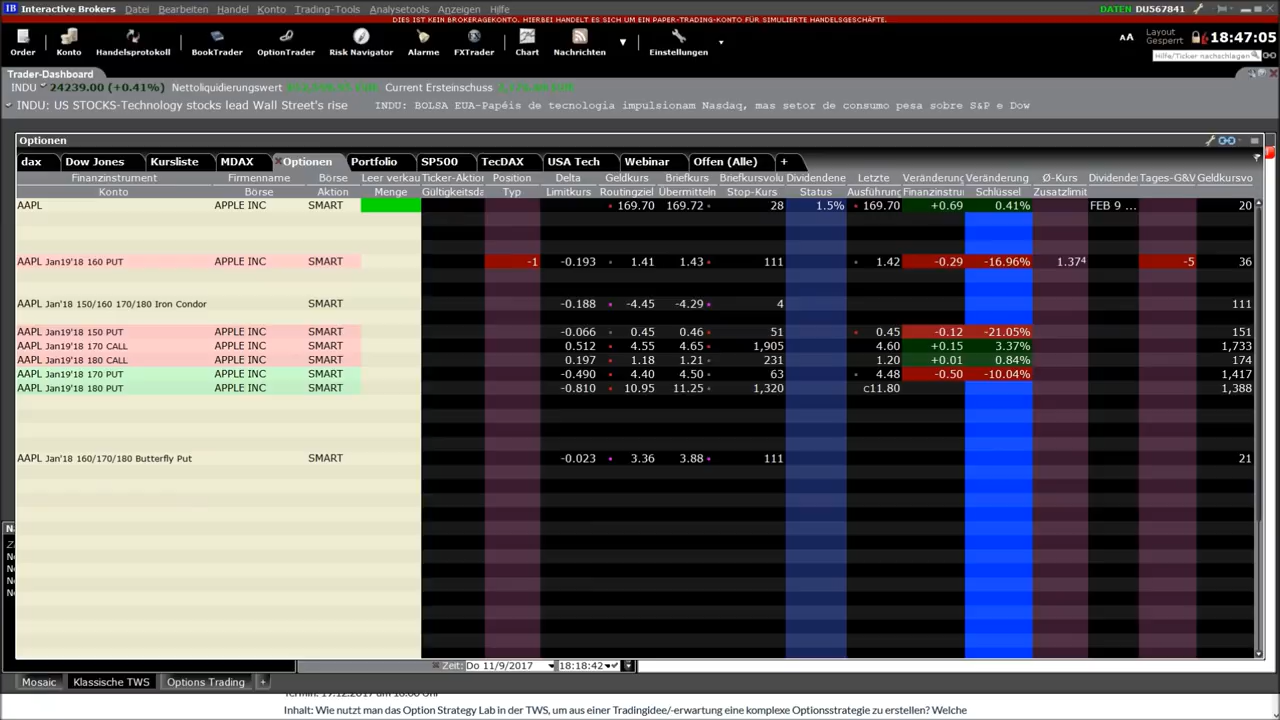 Interactive Brokers Datei Bearbeiten Handel Konto Trading-Tools Analysetools Anzeigen Hilfe DATEN DU567841
DIES IST KEIN BROKERAGEKONTO. HIERBEI HANDELT ES SICH UM EIN PAPER-TRADING-KONTO FÜR SIMULIERTE HANDELSGESCHÄFTE.
Order Konto Handelsprotokoll BookTrader OptionTrader Risk Navigator Alarme FXTrader Chart Nachrichten Einstellungen
AA Layout Gesperrt 18:47:05
Hilfe/Ticker nachschlagen
Trader-Dashboard
INDU 24239.00 (+0.41%) Nettoliquidierungswert Current Ersteinschuss
INDU: US STOCKS-Technology stocks lead Wall Street's rise INDU: BOLSA EUA-Papéis de tecnologia impulsionam Nasdaq, mas setor de consumo pesa sobre S&P e Dow
Optionen
dax Dow Jones Kursliste MDAX Optionen Portfolio SP500 TecDAX USA Tech Webinar Offen (Alle) +
Finanzinstrument Firmenname Börse Leer verkau Ticker-Aktion Position Delta Geldkurs Briefkurs Briefkursvolu Dividendene Letzte Veränderung Veränderung Ø-Kurs Dividende Tages-G&V Geldkursvo
Konto Börse Aktion Menge Gültigkeitsda Typ Limitkurs Routingziel Übermitteln Stop-Kurs Status Ausführung Finanzinstru Schlüssel Zusatzlimit
AAPL APPLE INC SMART 169.70 169.72 28 1.5% 169.70 +0.69 0.41% FEB 9 ... 20
AAPL Jan19'18 160 PUT APPLE INC SMART -1 -0.193 1.41 1.43 111 1.42 -0.29 -16.96% 1.374 -5 36
AAPL Jan'18 150/160 170/180 Iron Condor SMART -0.188 -4.45 -4.29 4 111
AAPL Jan19'18 150 PUT APPLE INC SMART -0.066 0.45 0.46 51 0.45 -0.12 -21.05% 151
AAPL Jan19'18 170 CALL APPLE INC SMART 0.512 4.55 4.65 1,905 4.60 +0.15 3.37% 1,733
AAPL Jan19'18 180 CALL APPLE INC SMART 0.197 1.18 1.21 231 1.20 +0.01 0.84% 174
AAPL Jan19'18 170 PUT APPLE INC SMART -0.490 4.40 4.50 63 4.48 -0.50 -10.04% 1,417
AAPL Jan19'18 180 PUT APPLE INC SMART -0.810 10.95 11.25 1,320 c11.80 1,388
AAPL Jan'18 160/170/180 Butterfly Put SMART -0.023 3.36 3.88 111 21
Zeit: Do 11/9/2017 18:18:42
Mosaic Klassische TWS Options Trading +
Termin: 17.12.2017 um 18:00 Uhr
Inhalt: Wie nutzt man das Option Strategy Lab in der TWS, um aus einer Tradingidee/-erwartung eine komplexe Optionsstrategie zu erstellen? Welche